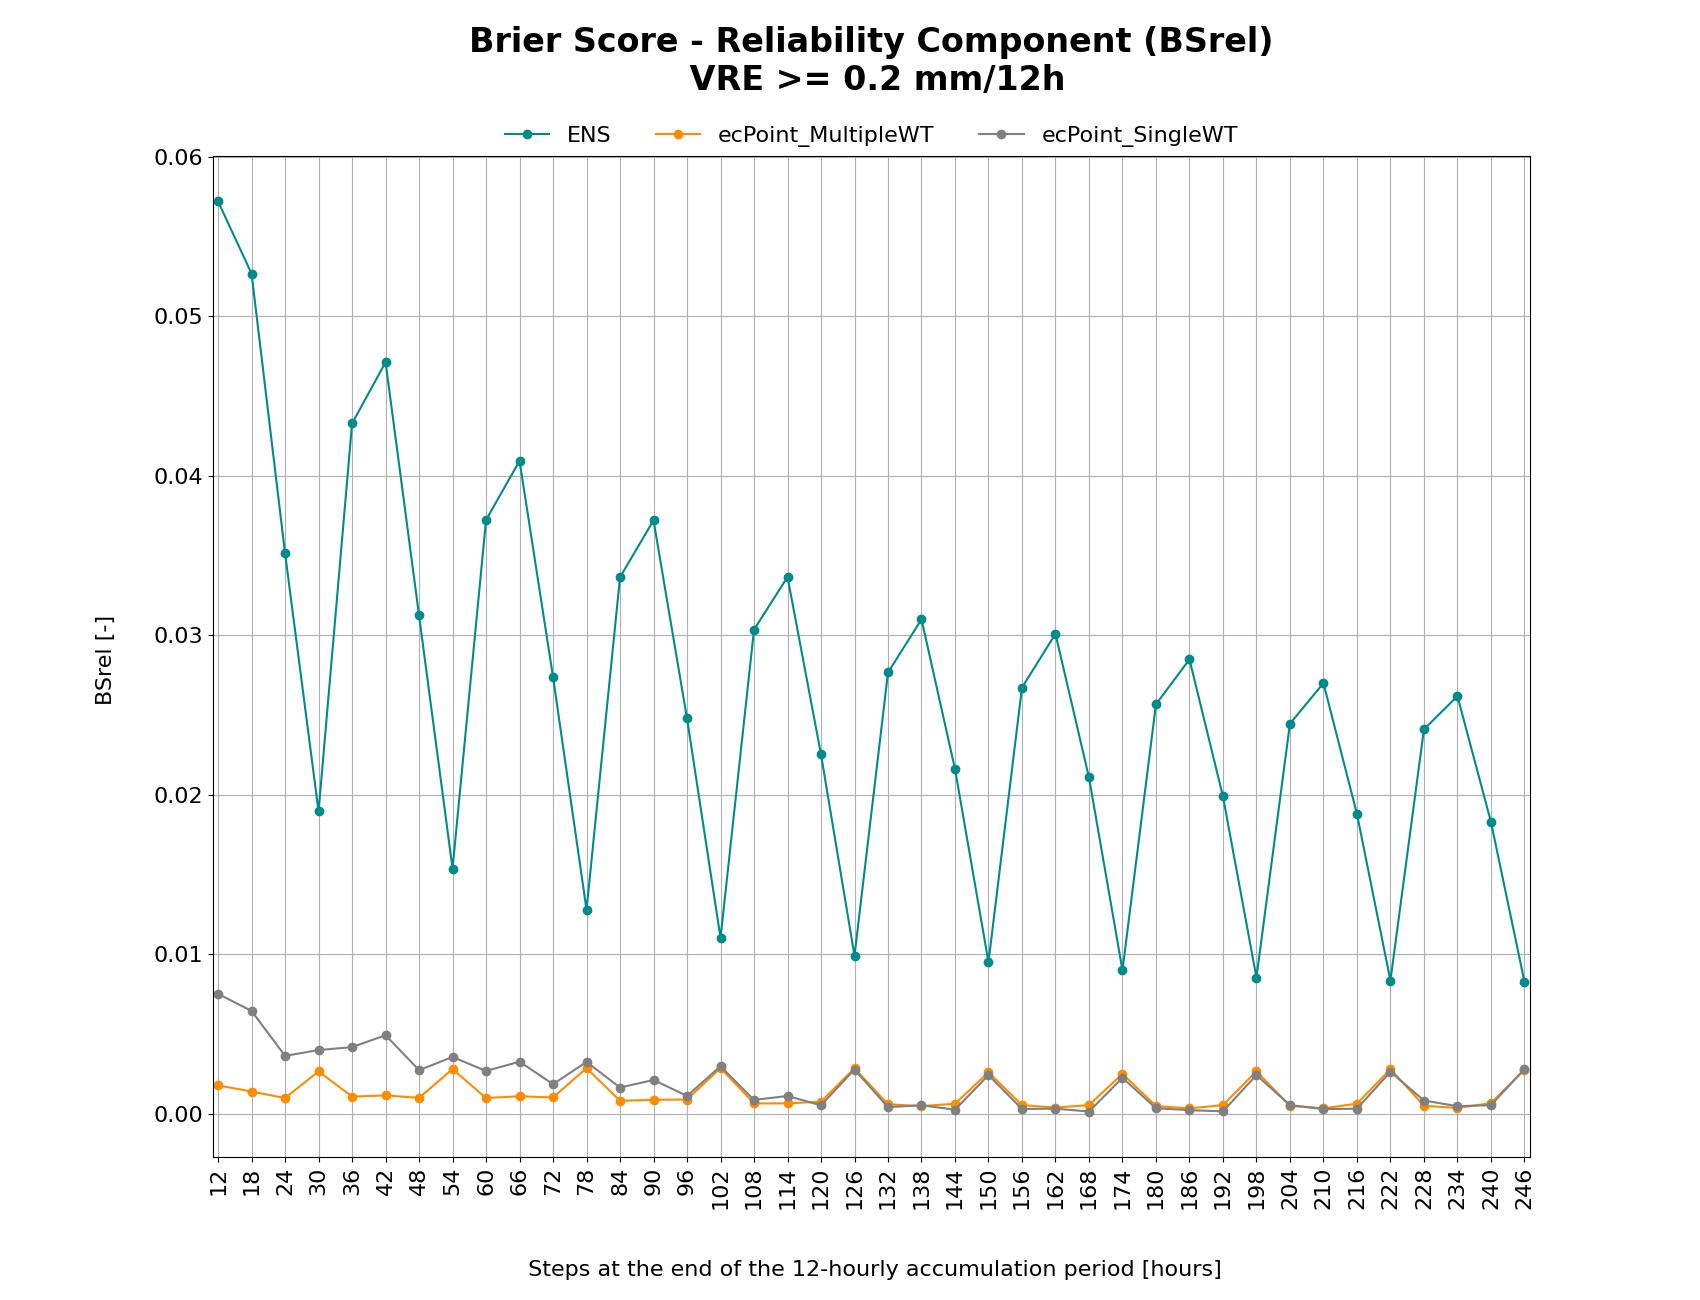 Brier Score - Reliability Component (BSrel)
VRE >= 0.2 mm/12h
ENS ecPoint_MultipleWT ecPoint_SingleWT
0.06
0.05
0.04
0.03
0.02
0.01
0.00
BSrel [-]
12 18 24 30 36 42 48 54 60 66 72 78 84 90 96 102 108 114 120 126 132 138 144 150 156 162 168 174 180 186 192 198 204 210 216 222 228 234 240 246
Steps at the end of the 12-hourly accumulation period [hours]